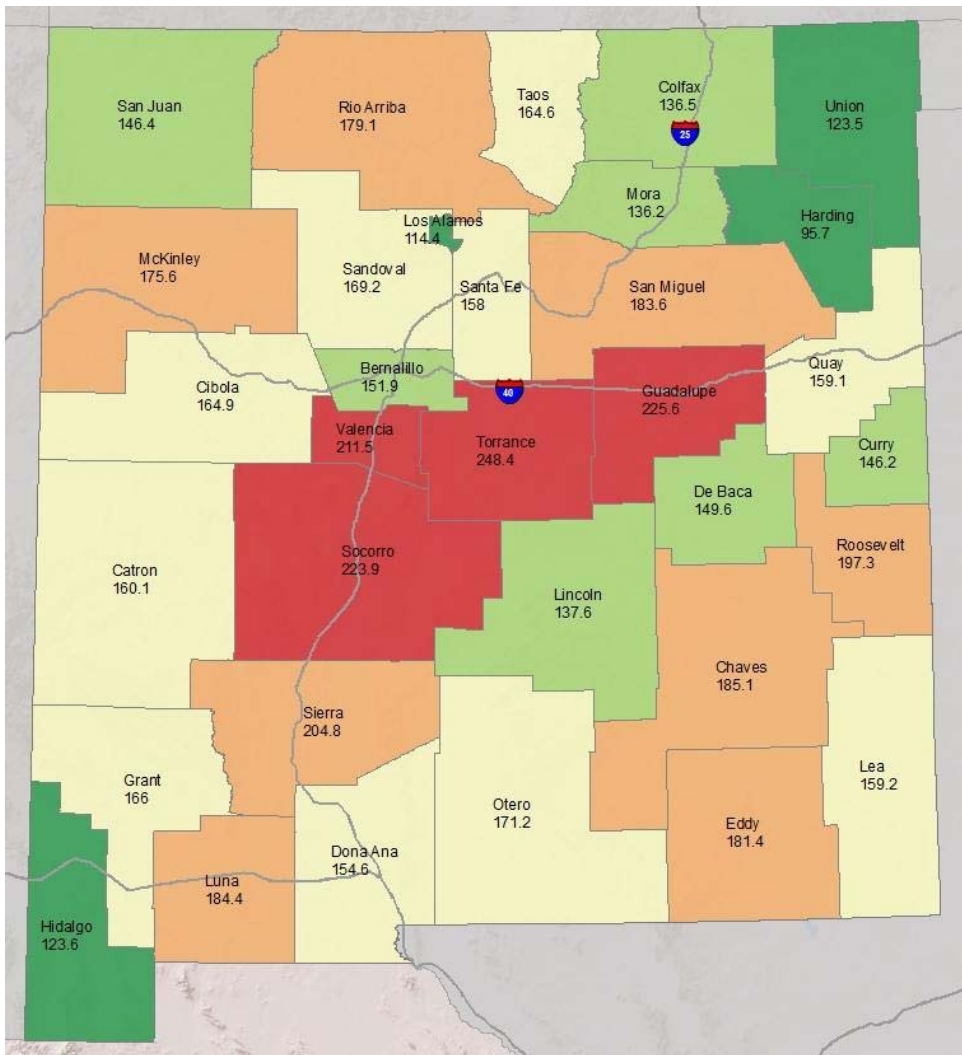 San Juan
146.4
Rio Arriba
179.1
Taos
164.6
Colfax
136.5
25
Union
123.5
Mora
136.2
Harding
95.7
Los Alamos
114.4
McKinley
175.6
Sandoval
169.2
Santa Fe
158
San Miguel
183.6
Cibola
164.9
Bernalillo
151.9
40
Guadalupe
225.6
Quay
159.1
Valencia
211.5
Torrance
248.4
Curry
146.2
De Baca
149.6
Roosevelt
197.3
Catron
160.1
Socorro
223.9
Lincoln
137.6
Chaves
185.1
Sierra
204.8
Grant
166
Otero
171.2
Lea
159.2
Eddy
181.4
Dona Ana
154.6
Luna
184.4
Hidalgo
123.6